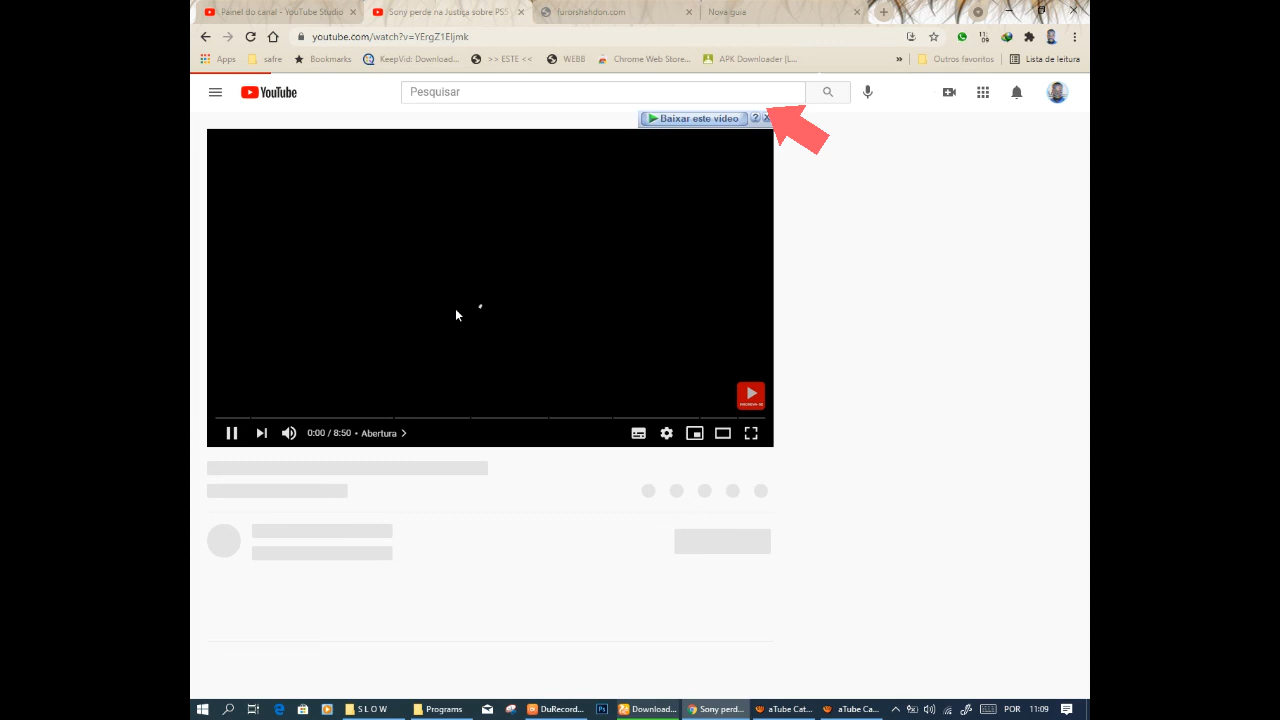 Painel do canal - YouTube Studio
Sony perde na Justiça sobre PS5
fororshahdon.com
Nova guia
youtube.com/watch?v=YErgZ1EIjmk
Apps
safre
Bookmarks
KeepVid: Download...
>> ESTE <<
WEBB
Chrome Web Store...
APK Downloader [L...
»
Outros favoritos
Lista de leitura
YouTube
Pesquisar
Baixar este vídeo
? X
0:00 / 8:50 • Abertura
S L O W
Programs
DuRecord...
Ps
Download...
Sony perd...
aTube Cat...
aTube Ca...
POR
11:09